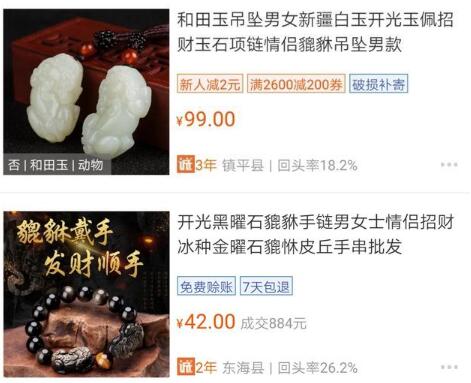 和田玉吊坠男女新疆白玉开光玉佩招
财玉石项链情侣貔貅吊坠男款
新人减2元 满2600减200券 破损补寄
¥99.00
否 | 和田玉 | 动物
诚3年 镇平县 | 回头率18.2%
貔貅戴手
发财顺手
开光黑曜石貔貅手链男女士情侣招财
冰种金曜石貔恘皮丘手串批发
免费赊账 7天包退
¥42.00 成交884元
诚2年 东海县 | 回头率26.2%